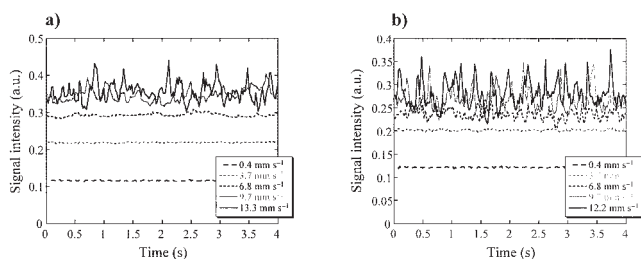 a)
0.5
0.4
0.3
0.2
0.1
0
Signal intensity (a.u.)
0 0.5 1 1.5 2 2.5 3 3.5 4
Time (s)
0.4 mm s⁻¹
3.7 mm s⁻¹
6.8 mm s⁻¹
9.7 mm s⁻¹
13.3 mm s⁻¹
b)
0.4
0.35
0.3
0.25
0.2
0.15
0.1
0.05
0
Signal intensity (a.u.)
0 0.5 1 1.5 2 2.5 3 3.5 4
Time (s)
0.4 mm s⁻¹
mm
6.8 mm s⁻¹
mm s⁻¹
12.2 mm s⁻¹